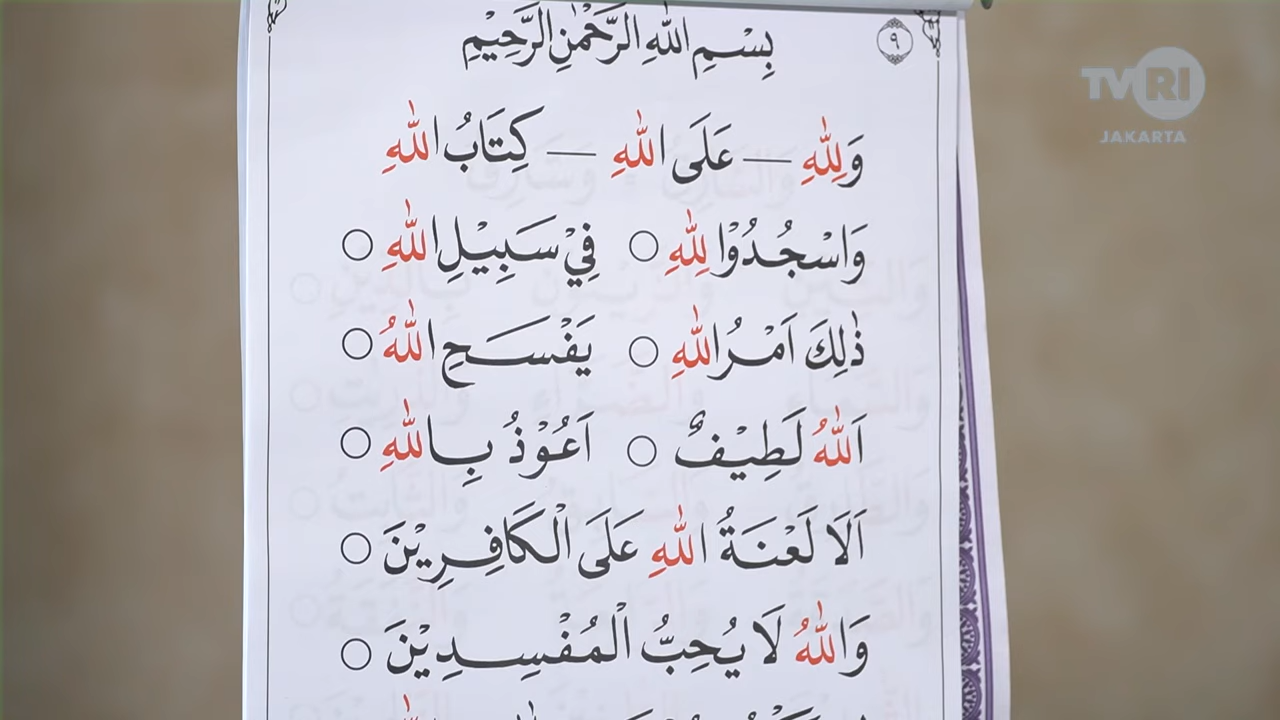 بِسْمِ اللّٰهِ الرَّحْمٰنِ الرَّحِيْمِ
٩
TVRI
JAKARTA
وَلِلّٰهِ — عَلَى اللّٰهِ — كِتَابُ اللّٰهِ
وَاسْجُدُوْا لِلّٰهِ ○ فِيْ سَبِيْلِ اللّٰهِ ○
ذٰلِكَ اَمْرُ اللّٰهِ ○ يَفْسَحِ اللّٰهُ ○
اَللّٰهُ لَطِيْفٌ ○ اَعُوْذُ بِاللّٰهِ ○
اَلَا لَعْنَةُ اللّٰهِ عَلَى الْكَافِرِيْنَ ○
وَاللّٰهُ لَا يُحِبُّ الْمُفْسِدِيْنَ ○